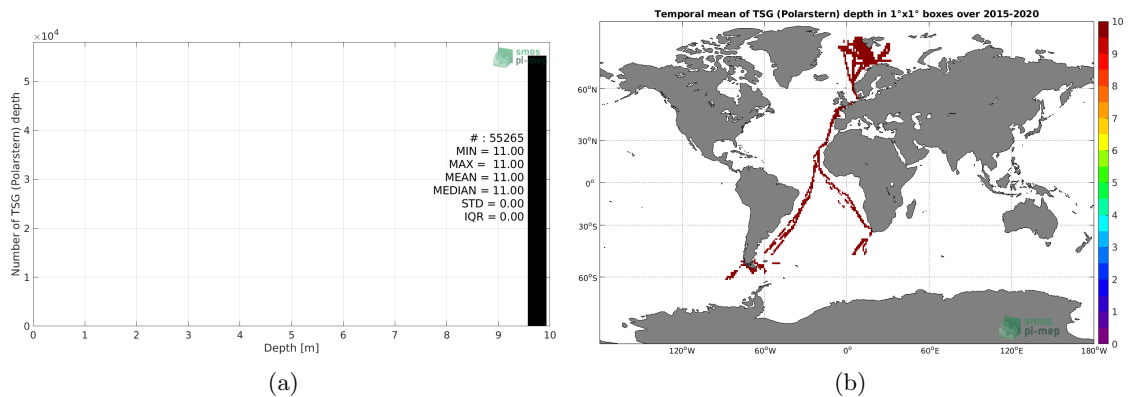 ×10⁴
smos
pi-mep
Number of TSG (Polarstern) depth
5
4
3
2
1
0
# : 55265
MIN = 11.00
MAX = 11.00
MEAN = 11.00
MEDIAN = 11.00
STD = 0.00
IQR = 0.00
0 1 2 3 4 5 6 7 8 9 10
Depth [m]
(a)
Temporal mean of TSG (Polarstern) depth in 1°x1° boxes over 2015-2020
60°N
30°N
0°
30°S
60°S
120°W 60°W 0° 60°E 120°E 180°W
smos
pi-mep
10
9
8
7
6
5
4
3
2
1
0
(b)